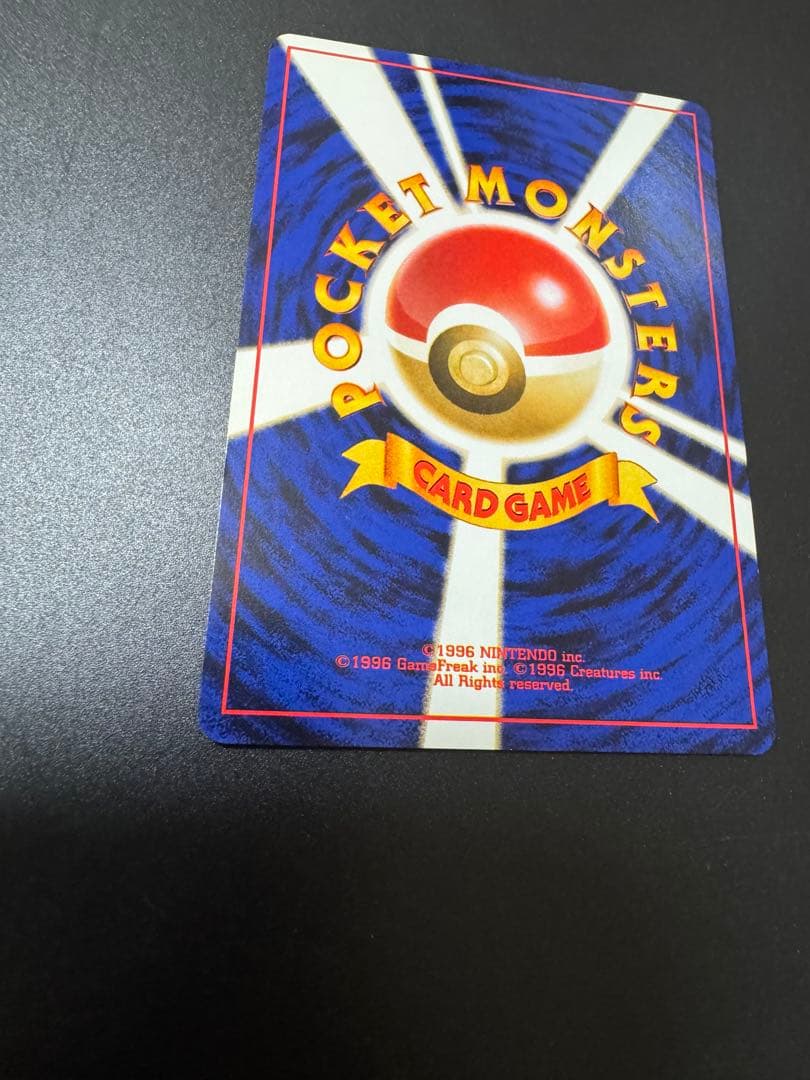 POCKET MONSTERS
CARD GAME
©1996 NINTENDO inc.
©1996 GameFreak inc. ©1996 Creatures inc.
All Rights reserved.